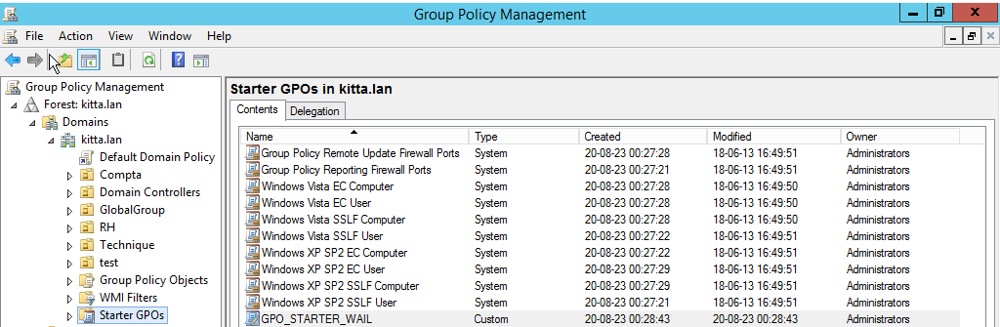 Group Policy Management
File Action View Window Help
Group Policy Management
Forest: kitta.lan
Domains
kitta.lan
Default Domain Policy
Compta
Domain Controllers
GlobalGroup
RH
Technique
test
Group Policy Objects
WMI Filters
Starter GPOs
Starter GPOs in kitta.lan
Contents Delegation
Name Type Created Modified Owner
Group Policy Remote Update Firewall Ports System 20-08-23 00:27:28 18-06-13 16:49:51 Administrators
Group Policy Reporting Firewall Ports System 20-08-23 00:27:21 18-06-13 16:49:51 Administrators
Windows Vista EC Computer System 20-08-23 00:27:28 18-06-13 16:49:50 Administrators
Windows Vista EC User System 20-08-23 00:27:28 18-06-13 16:49:50 Administrators
Windows Vista SSLF Computer System 20-08-23 00:27:28 18-06-13 16:49:50 Administrators
Windows Vista SSLF User System 20-08-23 00:27:22 18-06-13 16:49:51 Administrators
Windows XP SP2 EC Computer System 20-08-23 00:27:22 18-06-13 16:49:51 Administrators
Windows XP SP2 EC User System 20-08-23 00:27:29 18-06-13 16:49:51 Administrators
Windows XP SP2 SSLF Computer System 20-08-23 00:27:29 18-06-13 16:49:51 Administrators
Windows XP SP2 SSLF User System 20-08-23 00:27:29 18-06-13 16:49:51 Administrators
GPO_STARTER_WAIL Custom 20-08-23 00:28:43 20-08-23 00:28:43 Administrators